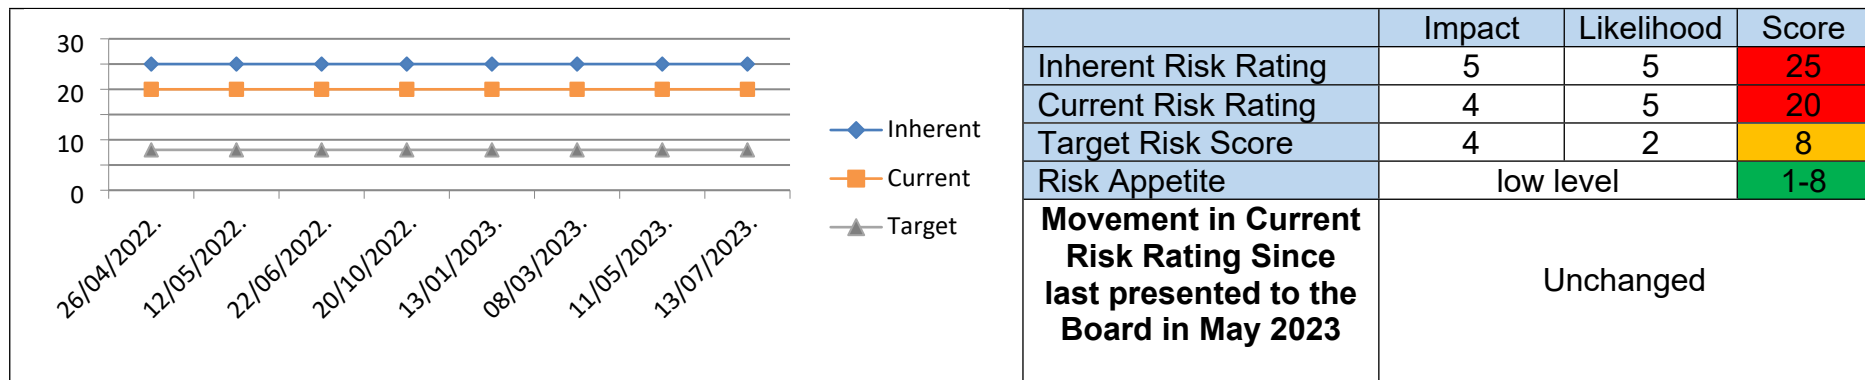 30
20
10
0
26/04/2022.
12/05/2022.
22/06/2022.
20/10/2022.
13/01/2023.
08/03/2023.
11/05/2023.
13/07/2023.
Inherent
Current
Target
Impact Likelihood Score
Inherent Risk Rating 5 5 25
Current Risk Rating 4 5 20
Target Risk Score 4 2 8
Risk Appetite low level 1-8
Movement in Current
Risk Rating Since
last presented to the
Board in May 2023
Unchanged